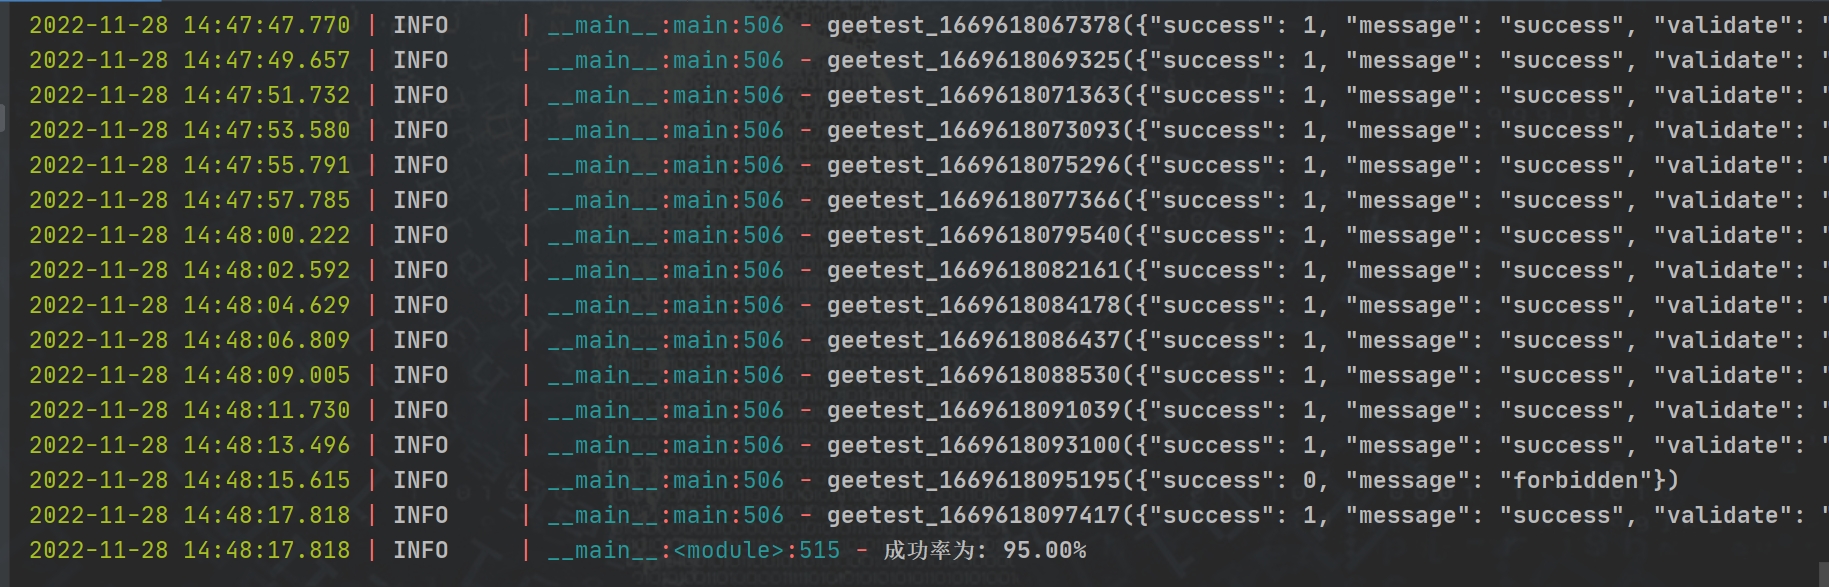 2022-11-28 14:47:47.770 | INFO     | __main__:main:506 - geetest_1669618067378({"success": 1, "message": "success", "validate": "
2022-11-28 14:47:49.657 | INFO     | __main__:main:506 - geetest_1669618069325({"success": 1, "message": "success", "validate": "
2022-11-28 14:47:51.732 | INFO     | __main__:main:506 - geetest_1669618071363({"success": 1, "message": "success", "validate": "
2022-11-28 14:47:53.580 | INFO     | __main__:main:506 - geetest_1669618073093({"success": 1, "message": "success", "validate": "
2022-11-28 14:47:55.791 | INFO     | __main__:main:506 - geetest_1669618075296({"success": 1, "message": "success", "validate": "
2022-11-28 14:47:57.785 | INFO     | __main__:main:506 - geetest_1669618077366({"success": 1, "message": "success", "validate": "
2022-11-28 14:48:00.222 | INFO     | __main__:main:506 - geetest_1669618079540({"success": 1, "message": "success", "validate": "
2022-11-28 14:48:02.592 | INFO     | __main__:main:506 - geetest_1669618082161({"success": 1, "message": "success", "validate": "
2022-11-28 14:48:04.629 | INFO     | __main__:main:506 - geetest_1669618084178({"success": 1, "message": "success", "validate": "
2022-11-28 14:48:06.809 | INFO     | __main__:main:506 - geetest_1669618086437({"success": 1, "message": "success", "validate": "
2022-11-28 14:48:09.005 | INFO     | __main__:main:506 - geetest_1669618088530({"success": 1, "message": "success", "validate": "
2022-11-28 14:48:11.730 | INFO     | __main__:main:506 - geetest_1669618091039({"success": 1, "message": "success", "validate": "
2022-11-28 14:48:13.496 | INFO     | __main__:main:506 - geetest_1669618093100({"success": 1, "message": "success", "validate": "
2022-11-28 14:48:15.615 | INFO     | __main__:main:506 - geetest_1669618095195({"success": 0, "message": "forbidden"})
2022-11-28 14:48:17.818 | INFO     | __main__:main:506 - geetest_1669618097417({"success": 1, "message": "success", "validate": "
2022-11-28 14:48:17.818 | INFO     | __main__:<module>:515 - 成功率为: 95.00%